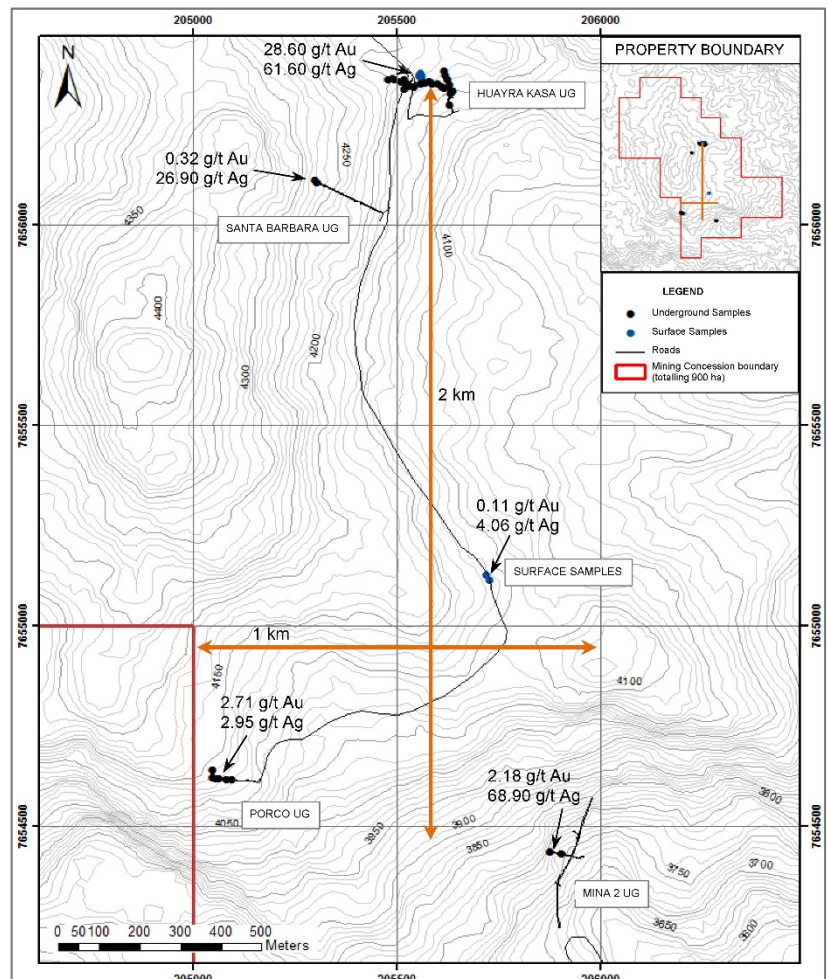 205000
205500
206000
N
28.60 g/t Au
61.60 g/t Ag
HUAYRA KASA UG
PROPERTY BOUNDARY
4250
0.32 g/t Au
26.90 g/t Ag
SANTA BARBARA UG
4350
7656000
7656000
4100
4400
4200
4300
LEGEND
Underground Samples
Surface Samples
Roads
Mining Concession boundary
(totalling 900 ha)
2 km
7655500
7655500
0.11 g/t Au
4.06 g/t Ag
SURFACE SAMPLES
7655000
7655000
1 km
4150
4100
2.71 g/t Au
2.95 g/t Ag
PORCO UG
4050
3950
3900
3850
2.18 g/t Au
68.90 g/t Ag
MINA 2 UG
3800
3750
3700
3650
3600
7654500
7654500
0 50 100 200 300 400 500
Meters
205000
205500
206000